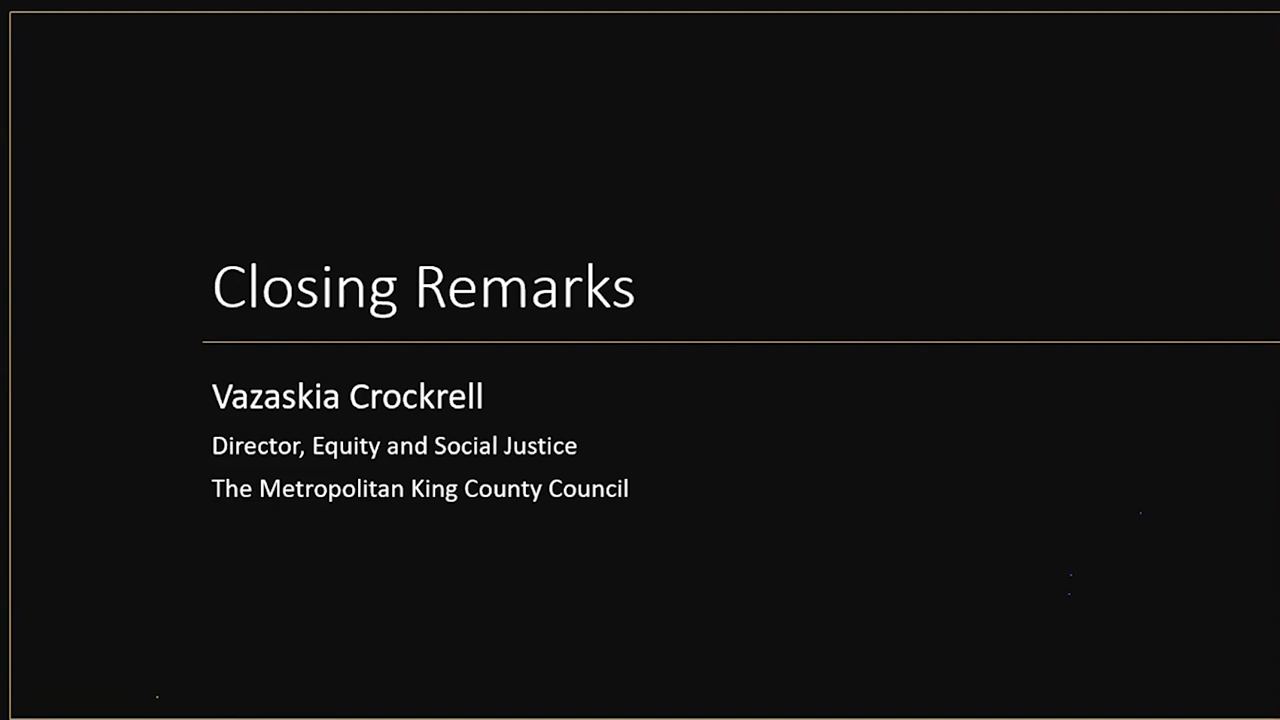 Closing Remarks
Vazaskia Crockrell
Director, Equity and Social Justice
The Metropolitan King County Council